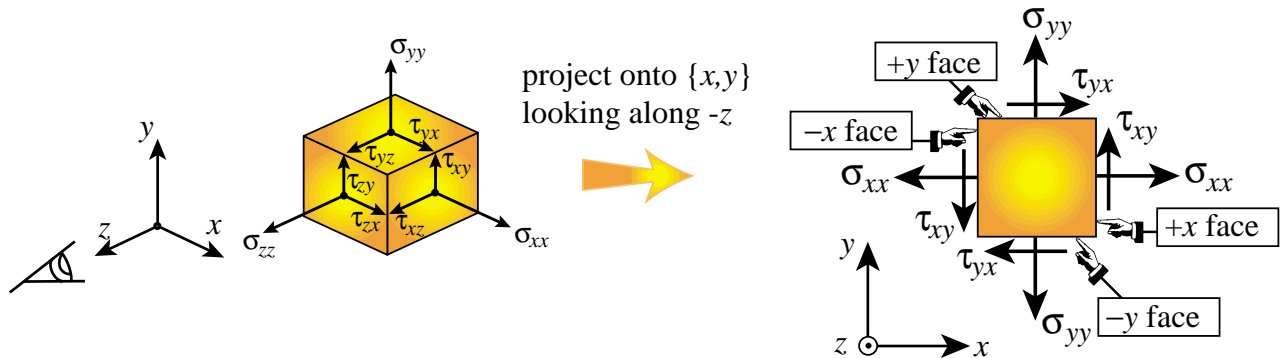 y
z
x
σyy
τyx
τyz
τxy
τzy
τzx
τxz
σzz
σxx
project onto {x,y}
looking along -z
σyy
+y face
τyx
−x face
τxy
σxx
σxx
τxy
+x face
τyx
y
σyy
−y face
z
x